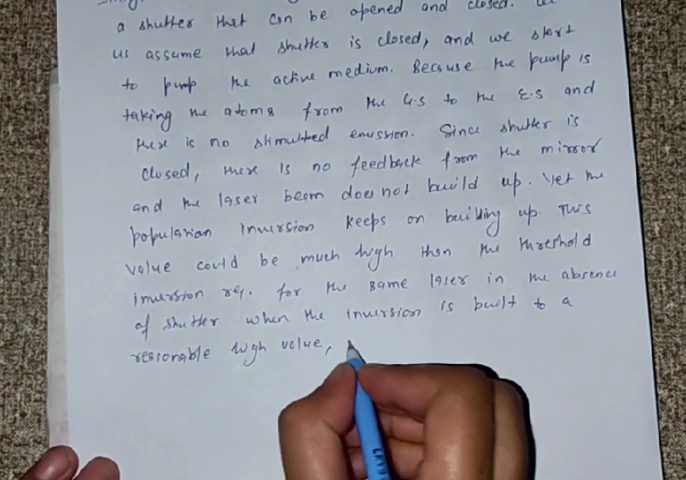 a shutter that can be opened and closed. Let
us assume that shutter is closed, and we start
to pump the active medium. Because the pump is
taking the atoms from the G.S to the E.S and
there is no stimulated emission. Since shutter is
closed, there is no feedback from the mirror
and the laser beam does not build up. Yet the
population inversion keeps on building up. This
value could be much high then the threshold
inversion req. for the same laser in the absence
of shutter when the inversion is built to a
resonable high value,